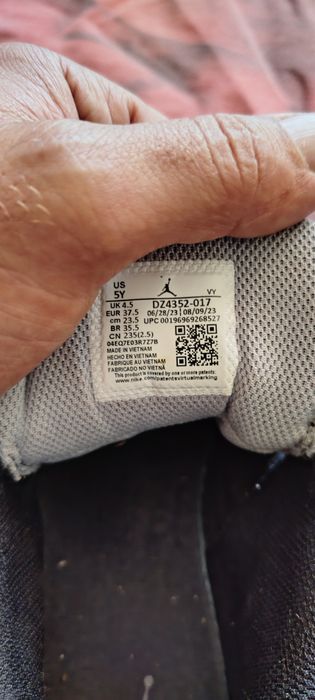 US
5Y VY
UK 4.5 DZ4352-017
EUR 37.5 06/28/23 | 08/09/23
cm 23.5 UPC 00196969268527
BR 35.5
CN 235(2.5)
04EQ7E03R7Z7B
MADE IN VIETNAM
HECHO EN VIETNAM
FABRIQUE AU VIETNAM
FABRICADO NO VIETNÃ
This product is covered by one or more patents.
www.nike.com/patentsvirtualmarking